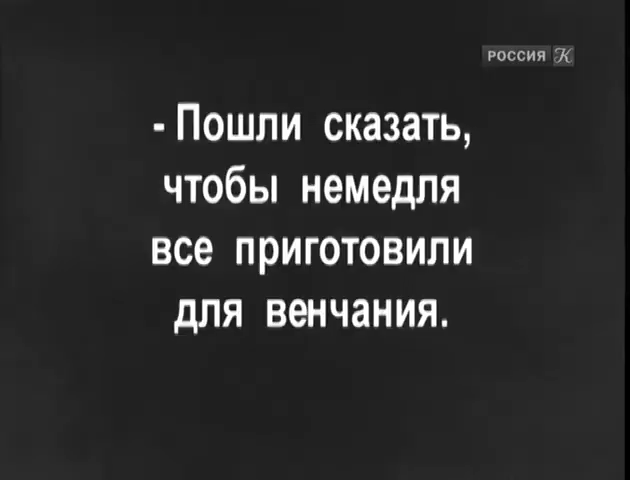 РОССИЯ К
- Пошли сказать,
чтобы немедля
все приготовили
для венчания.